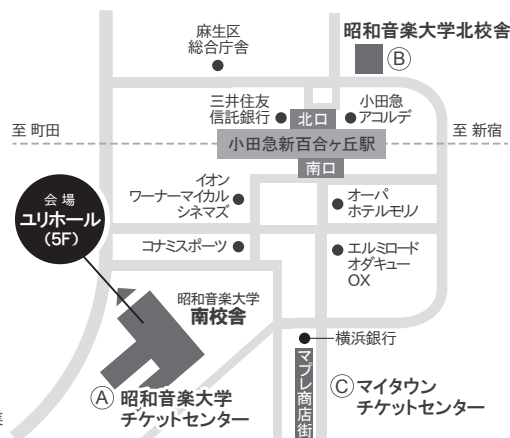 麻生区
総合庁舎
昭和音楽大学北校舎
Ⓑ
三井住友
信託銀行
北口
小田急
アコルデ
至 町田
至 新宿
小田急新百合ヶ丘駅
南口
イオン
ワーナーマイカル
シネマズ
オーパ
ホテルモリノ
会 場
ユリホール
(5F)
コナミスポーツ
エルミロード
オダキュー
OX
昭和音楽大学
南校舎
横浜銀行
マプレ商店街
Ⓐ 昭和音楽大学
チケットセンター
Ⓒ マイタウン
チケットセンター